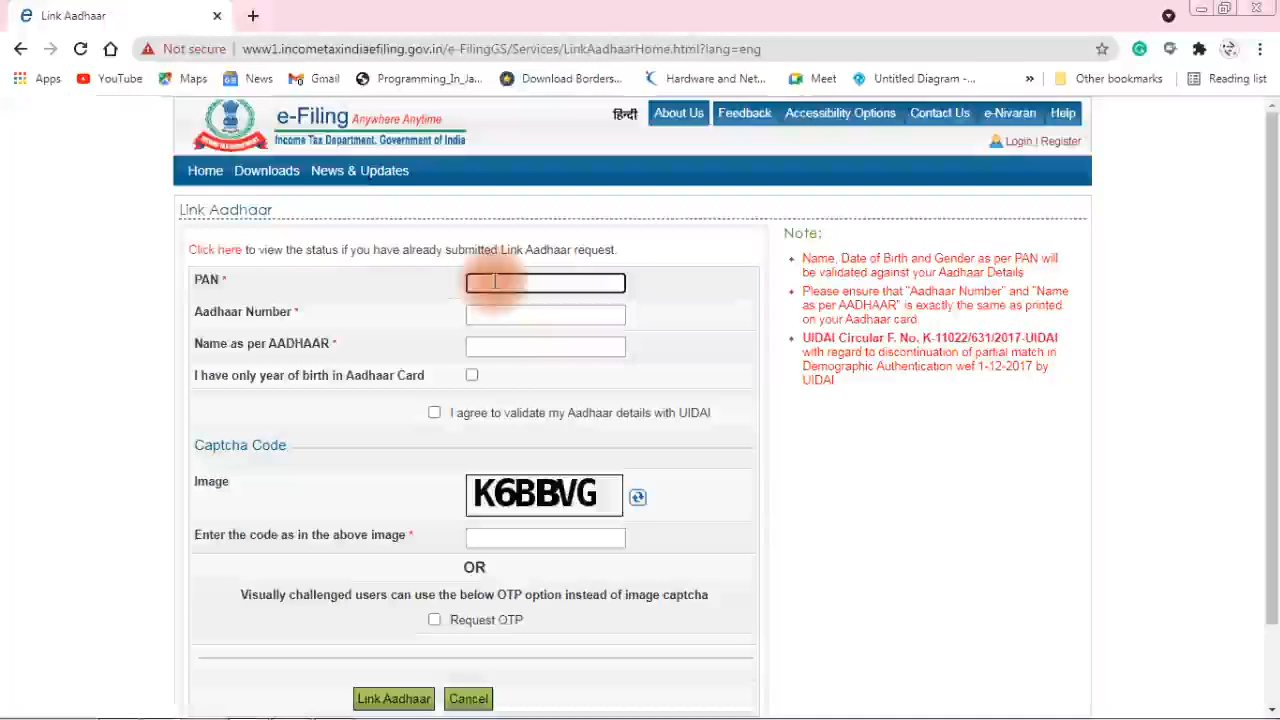 Link Aadhaar
Not secure www1.incometaxindiaefiling.gov.in/e-FilingGS/Services/LinkAadhaarHome.html?lang=eng
Apps YouTube Maps News Gmail Programming_In_Ja... Download Borders... Hardware and Net... Meet Untitled Diagram -... » Other bookmarks Reading list
e-Filing Anywhere Anytime
Income Tax Department, Government of India
हिन्दी About Us Feedback Accessibility Options Contact Us e-Nivaran Help
Login / Register
Home Downloads News & Updates
Link Aadhaar
Click here to view the status if you have already submitted Link Aadhaar request.
PAN *
Aadhaar Number *
Name as per AADHAAR *
I have only year of birth in Aadhaar Card
I agree to validate my Aadhaar details with UIDAI
Captcha Code
Image
K6BBVG
Enter the code as in the above image *
OR
Visually challenged users can use the below OTP option instead of image captcha
Request OTP
Link Aadhaar Cancel
Note:
Name, Date of Birth and Gender as per PAN will
be validated against your Aadhaar Details
Please ensure that "Aadhaar Number" and "Name
as per AADHAAR" is exactly the same as printed
on your Aadhaar card.
UIDAI Circular F. No. K-11022/631/2017-UIDAI
with regard to discontinuation of partial match in
Demographic Authentication wef 1-12-2017 by
UIDAI